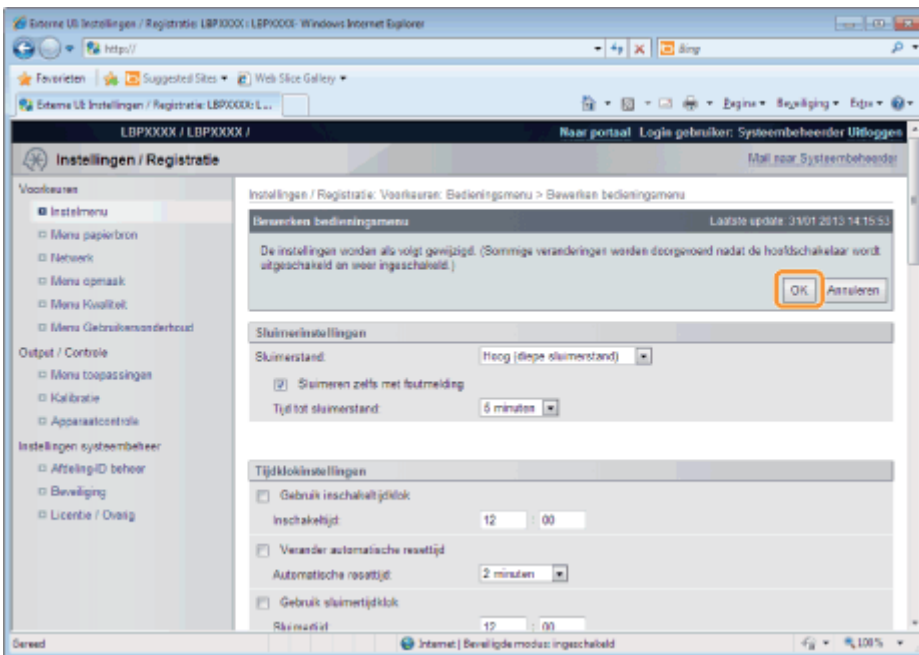 Externe UI: Instellingen / Registratie: LBPXXXX : LBPXXXX- Windows Internet Explorer
http://
Bing
Favorieten Suggested Sites Web Slice Gallery
Externe UI: Instellingen / Registratie: LBPXXXX: L...
Pagina Beveiliging Extra
LBPXXXX / LBPXXXX /
Naar portaal Login gebruiker: Systeembeheerder Uitloggen
Instellingen / Registratie
Mail naar Systeembeheerder
Voorkeuren
Instelmenu
Menu papierbron
Netwerk
Menu opmaak
Menu Kwaliteit
Menu Gebruikersonderhoud
Output / Controle
Menu toepassingen
Kalibratie
Apparaatcontrole
Instellingen systeembeheer
Afdeling-ID beheer
Beveiliging
Licentie / Overig
Instellingen / Registratie: Voorkeuren: Bedieningsmenu > Bewerken bedieningsmenu
Bewerken bedieningsmenu
Laatste update: 31/01 2013 14:15:53
De instellingen worden als volgt gewijzigd. (Sommige veranderingen worden doorgevoerd nadat de hoofdschakelaar wordt
uitgeschakeld en weer ingeschakeld.)
OK Annuleren
Sluimerinstellingen
Sluimerstand: Hoog (diepe sluimerstand)
Sluimeren zelfs met foutmelding
Tijd tot sluimerstand: 5 minuten
Tijdklokinstellingen
Gebruik inschakeltijdklok
Inschakeltijd: 12 : 00
Verander automatische resettijd
Automatische resettijd: 2 minuten
Gebruik sluimertijdklok
Sluimertijd: 12 : 00
Gereed
Internet | Beveiligde modus: ingeschakeld
100%